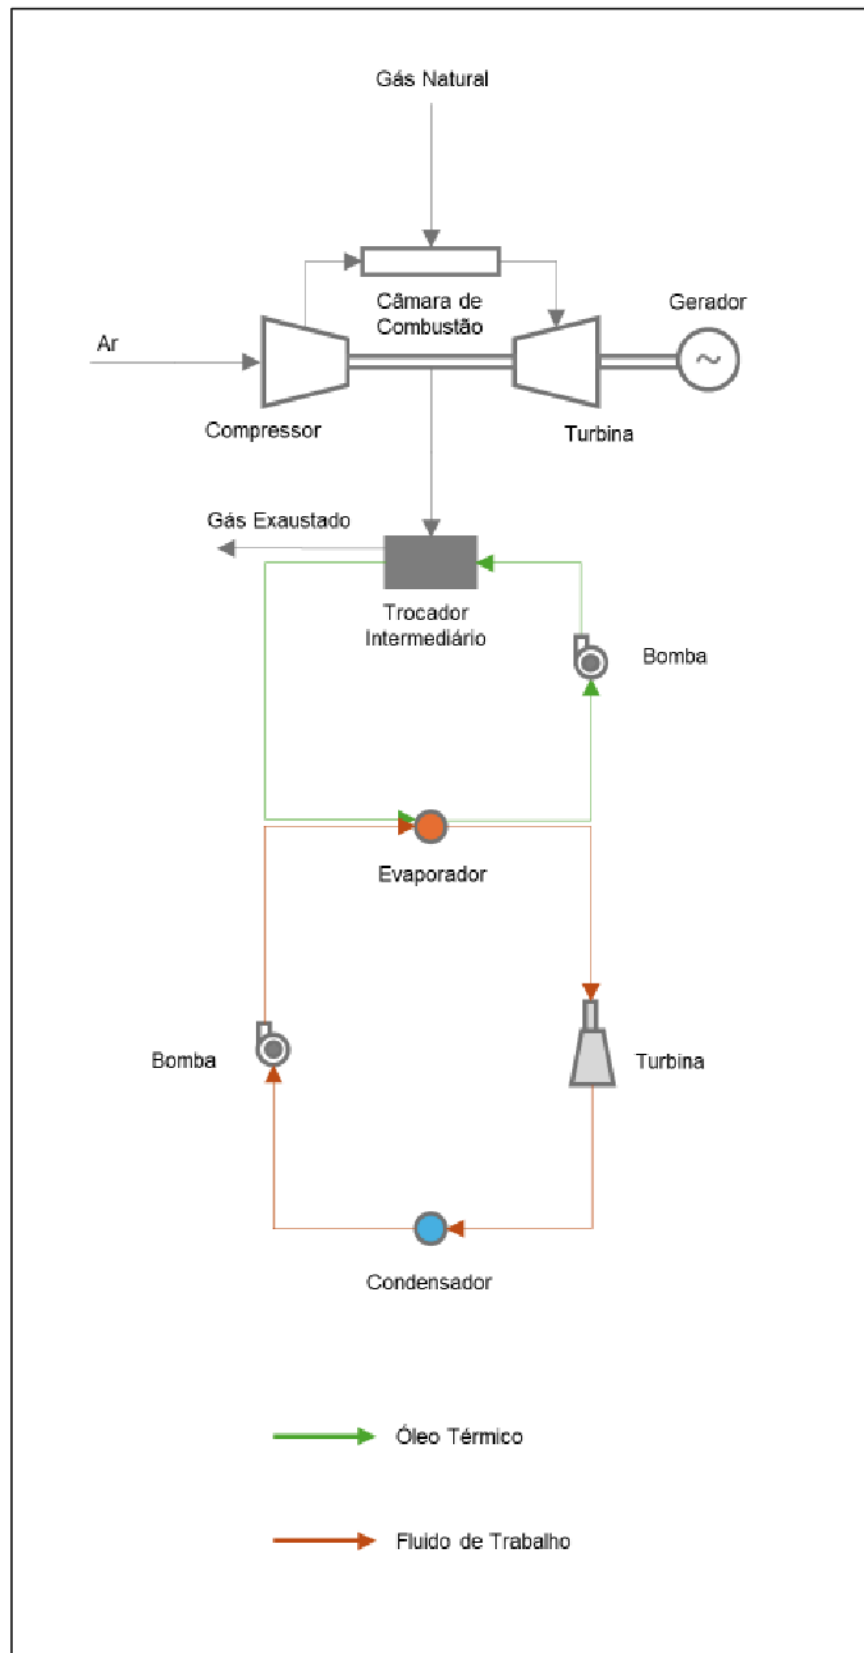 Gás Natural
Câmara de
Combustão
Gerador
Ar
Compressor
Turbina
Gás Exaustado
Trocador
Intermediário
Bomba
Evaporador
Bomba
Turbina
Condensador
Óleo Térmico
Fluido de Trabalho